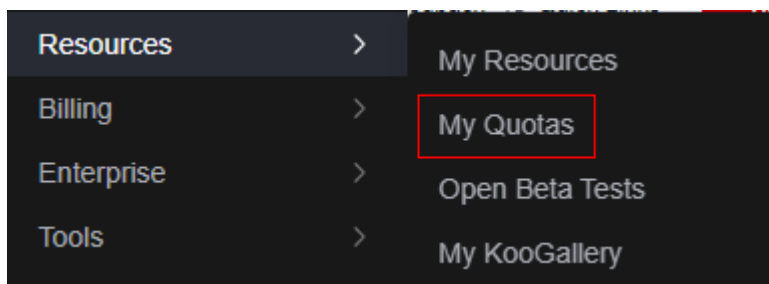 Resources
Billing
Enterprise
Tools
My Resources
My Quotas
Open Beta Tests
My KooGallery